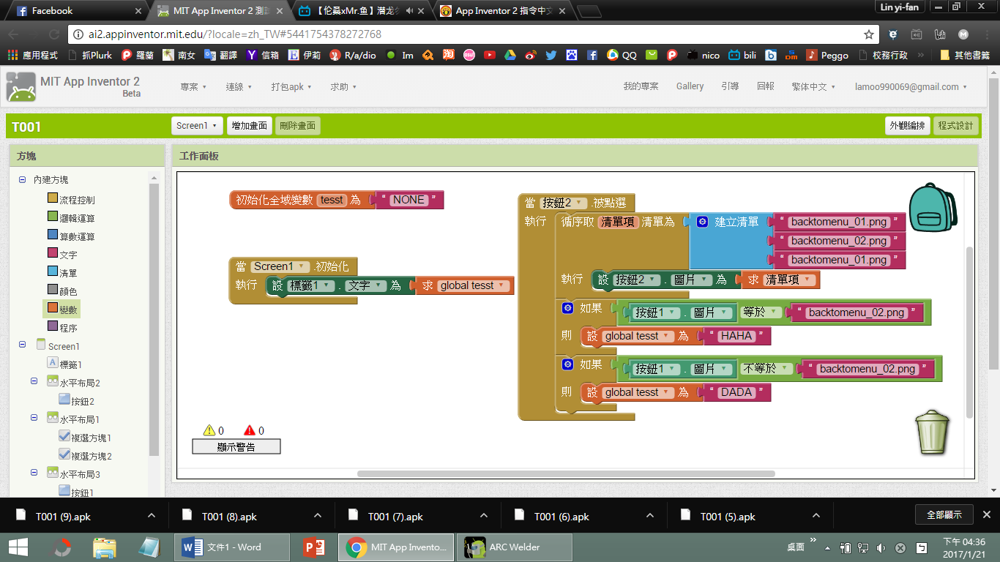 Facebook
MIT App Inventor 2 測試
【伦桑xMr.鱼】潜龙勿
App Inventor 2 指令中文
Lin yi-fan
ai2.appinventor.mit.edu/?locale=zh_TW#5441754378272768
應用程式 抓Plurk 羅蘭 南女 翻譯 信箱 伊莉 R/a/dio Im QQ nico bili Peggo 校務行政 » 其他書籤
MIT App Inventor 2
Beta
專案 連線 打包apk 求助 我的專案 Gallery 引導 回報 繁体中文 lamoo990069@gmail.com
T001
Screen1 增加畫面 刪除畫面 外觀編排 程式設計
方塊
工作面板
內建方塊
流程控制
邏輯運算
算數運算
文字
清單
顏色
變數
程序
Screen1
標籤1
水平布局2
按鈕2
水平布局1
複選方塊1
複選方塊2
水平布局3
按鈕1
初始化全域變數 tesst 為 “ NONE ”
當 Screen1 .初始化
執行 設 標籤1 . 文字 為 求 global tesst
當 按鈕2 .被點選
執行 循序取 清單項 清單為 建立清單 “ backtomenu_01.png ”
“ backtomenu_02.png ”
“ backtomenu_01.png ”
執行 設 按鈕2 . 圖片 為 求 清單項
如果 按鈕1 . 圖片 等於 “ backtomenu_02.png ”
則 設 global tesst 為 “ HAHA ”
如果 按鈕1 . 圖片 不等於 “ backtomenu_02.png ”
則 設 global tesst 為 “ DADA ”
0 0
顯示警告
T001 (9).apk
T001 (8).apk
T001 (7).apk
T001 (6).apk
T001 (5).apk
全部顯示
文件1 - Word
MIT App Invento...
ARC Welder
桌面 »
下午 04:36
2017/1/21